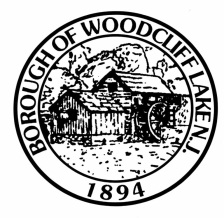 BOROUGH OF WOODCLIFF LAKE N.J.
1894